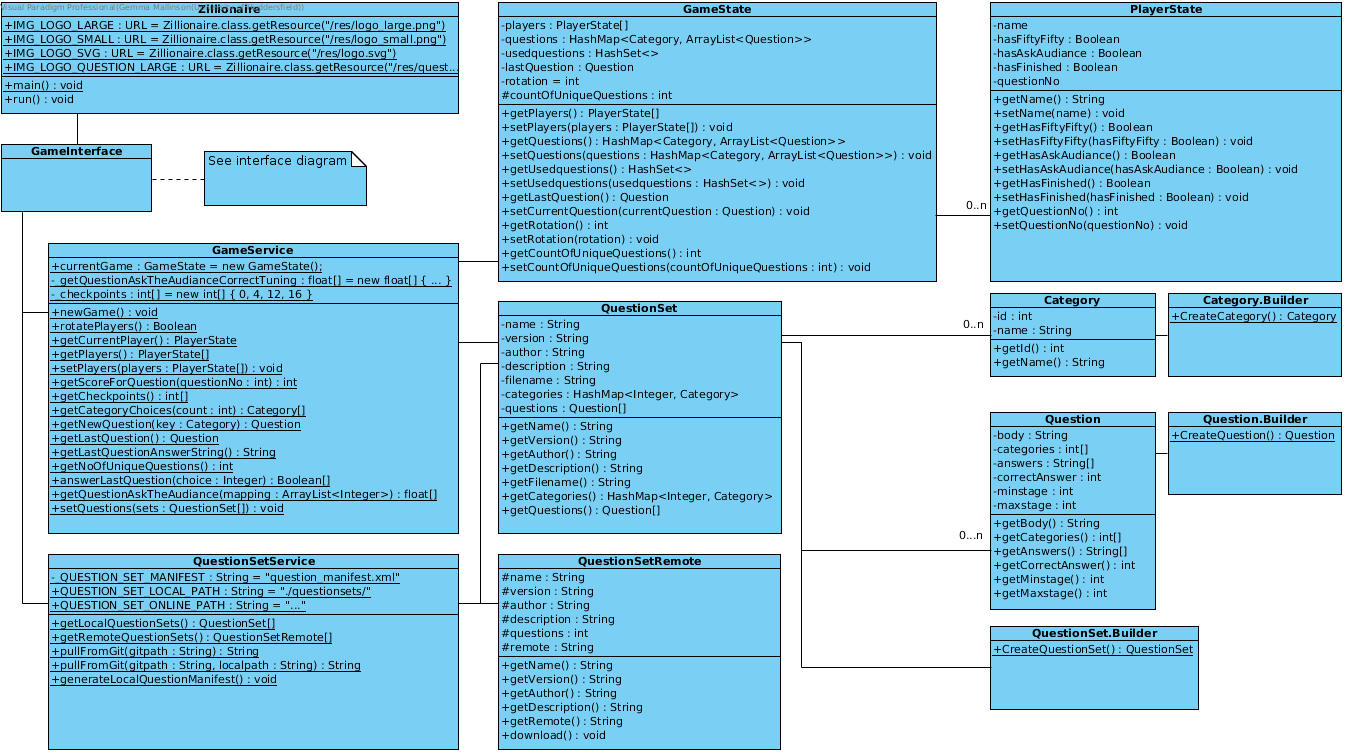 Visual Paradigm Professional(Gemma Mallinson(
Zillionaire
+IMG_LOGO_LARGE : URL = Zillionaire.class.getResource("/res/logo_large.png")
+IMG_LOGO_SMALL : URL = Zillionaire.class.getResource("/res/logo_small.png")
+IMG_LOGO_SVG : URL = Zillionaire.class.getResource("/res/logo.svg")
+IMG_LOGO_QUESTION_LARGE : URL = Zillionaire.class.getResource("/res/quest...
+main() : void
+run() : void
GameInterface
See interface diagram
GameService
+currentGame : GameState = new GameState();
-_getQuestionAskTheAudianceCorrectTuning : float[] = new float[] { ... }
-_checkpoints : int[] = new int[] { 0, 4, 12, 16 }
+newGame() : void
+rotatePlayers() : Boolean
+getCurrentPlayer() : PlayerState
+getPlayers() : PlayerState[]
+setPlayers(players : PlayerState[]) : void
+getScoreForQuestion(questionNo : int) : int
+getCheckpoints() : int[]
+getCategoryChoices(count : int) : Category[]
+getNewQuestion(key : Category) : Question
+getLastQuestion() : Question
+getLastQuestionAnswerString() : String
+getNoOfUniqueQuestions() : int
+answerLastQuestion(choice : Integer) : Boolean[]
+getQuestionAskTheAudiance(mapping : ArrayList<Integer>) : float[]
+setQuestions(sets : QuestionSet[]) : void
QuestionSetService
-_QUESTION_SET_MANIFEST : String = "question_manifest.xml"
+QUESTION_SET_LOCAL_PATH : String = "./questionsets/"
+QUESTION_SET_ONLINE_PATH : String = "..."
+getLocalQuestionSets() : QuestionSet[]
+getRemoteQuestionSets() : QuestionSetRemote[]
+pullFromGit(gitpath : String) : String
+pullFromGit(gitpath : String, localpath : String) : String
+generateLocalQuestionManifest() : void
GameState
-players : PlayerState[]
-questions : HashMap<Category, ArrayList<Question>>
-usedquestions : HashSet<>
-lastQuestion : Question
-rotation = int
#countOfUniqueQuestions : int
+getPlayers() : PlayerState[]
+setPlayers(players : PlayerState[]) : void
+getQuestions() : HashMap<Category, ArrayList<Question>>
+setQuestions(questions : HashMap<Category, ArrayList<Question>>) : void
+getUsedquestions() : HashSet<>
+setUsedquestions(usedquestions : HashSet<>) : void
+getLastQuestion() : Question
+setCurrentQuestion(currentQuestion : Question) : void
+getRotation() : int
+setRotation(rotation) : void
+getCountOfUniqueQuestions() : int
+setCountOfUniqueQuestions(countOfUniqueQuestions : int) : void
QuestionSet
-name : String
-version : String
-author : String
-description : String
-filename : String
-categories : HashMap<Integer, Category>
-questions : Question[]
+getName() : String
+getVersion() : String
+getAuthor() : String
+getDescription() : String
+getFilename() : String
+getCategories() : HashMap<Integer, Category>
+getQuestions() : Question[]
QuestionSetRemote
#name : String
#version : String
#author : String
#description : String
#questions : int
#remote : String
+getName() : String
+getVersion() : String
+getAuthor() : String
+getDescription() : String
+getRemote() : String
+download() : void
PlayerState
-name
-hasFiftyFifty : Boolean
-hasAskAudiance : Boolean
-hasFinished : Boolean
-questionNo
+getName() : String
+setName(name) : void
+getHasFiftyFifty() : Boolean
+setHasFiftyFifty(hasFiftyFifty : Boolean) : void
+getHasAskAudiance() : Boolean
+setHasAskAudiance(hasAskAudiance : Boolean) : void
+getHasFinished() : Boolean
+setHasFinished(hasFinished : Boolean) : void
+getQuestionNo() : int
+setQuestionNo(questionNo) : void
0..n
Category
-id : int
-name : String
+getId() : int
+getName() : String
0..n
Category.Builder
+CreateCategory() : Category
Question
-body : String
-categories : int[]
-answers : String[]
-correctAnswer : int
-minstage : int
-maxstage : int
+getBody() : String
+getCategories() : int[]
+getAnswers() : String[]
+getCorrectAnswer() : int
+getMinstage() : int
+getMaxstage() : int
0...n
Question.Builder
+CreateQuestion() : Question
QuestionSet.Builder
+CreateQuestionSet() : QuestionSet